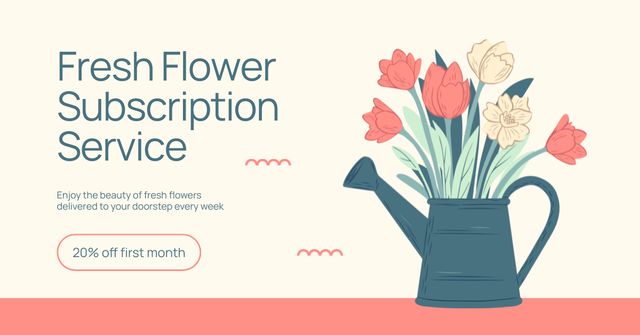 Fresh Flower
Subscription
Service
Enjoy the beauty of fresh flowers
delivered to your doorstep every week
20% off first month